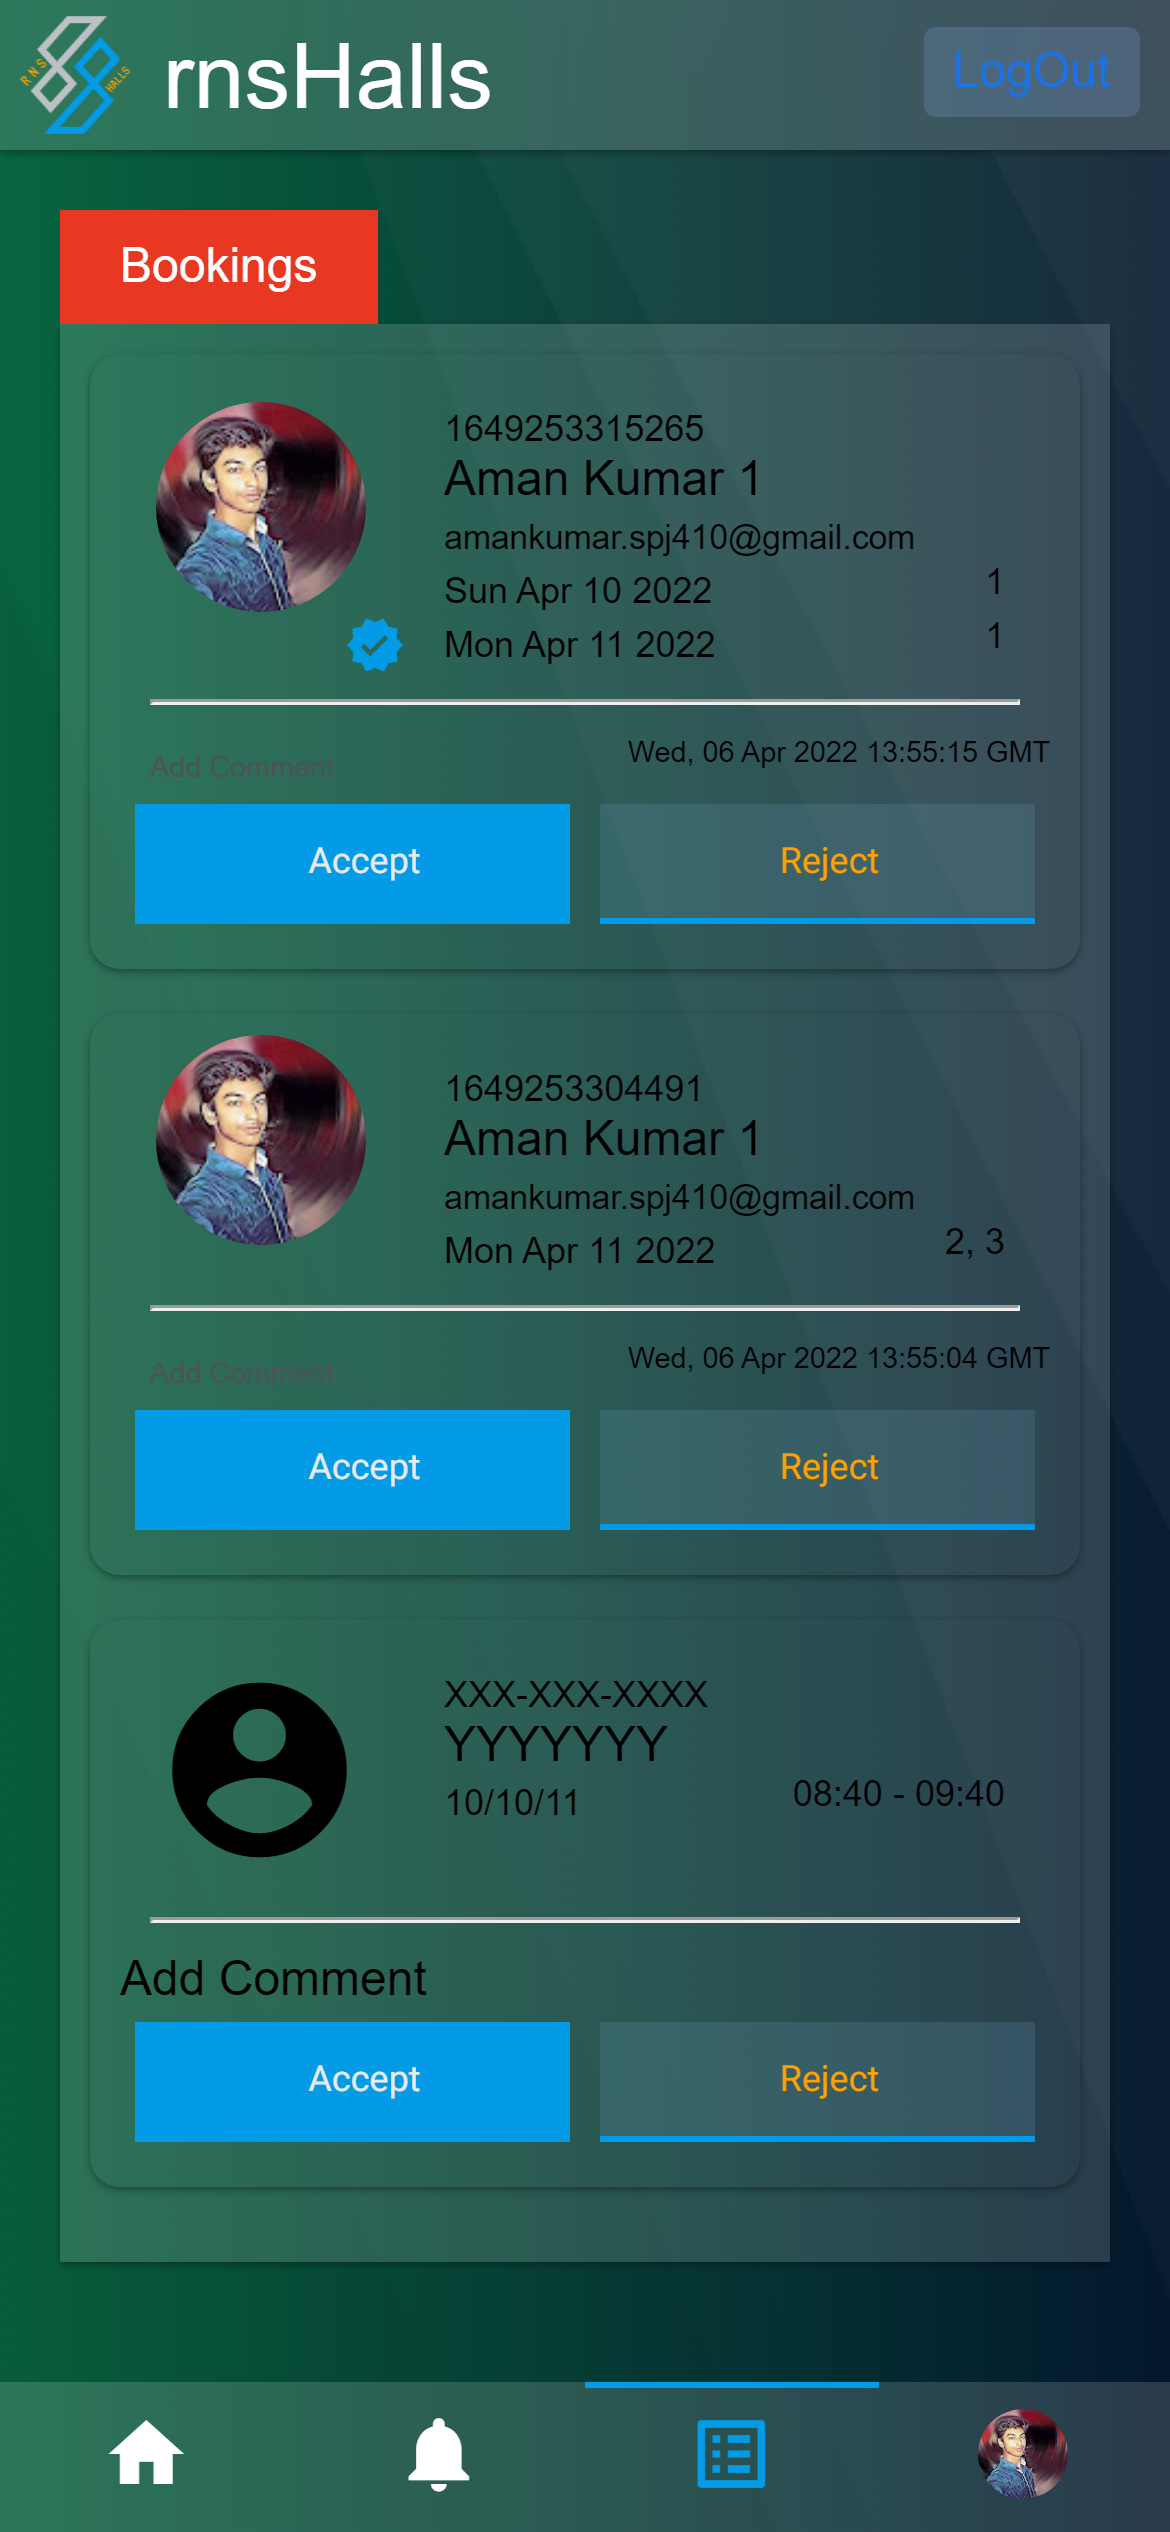 RNS
HALLS
rnsHalls
LogOut
Bookings
1649253315265
Aman Kumar 1
amankumar.spj410@gmail.com
Sun Apr 10 2022 1
Mon Apr 11 2022 1
Add Comment Wed, 06 Apr 2022 13:55:15 GMT
Accept Reject
1649253304491
Aman Kumar 1
amankumar.spj410@gmail.com
Mon Apr 11 2022 2, 3
Add Comment Wed, 06 Apr 2022 13:55:04 GMT
Accept Reject
XXX-XXX-XXXX
YYYYYYY
10/10/11 08:40 - 09:40
Add Comment
Accept Reject